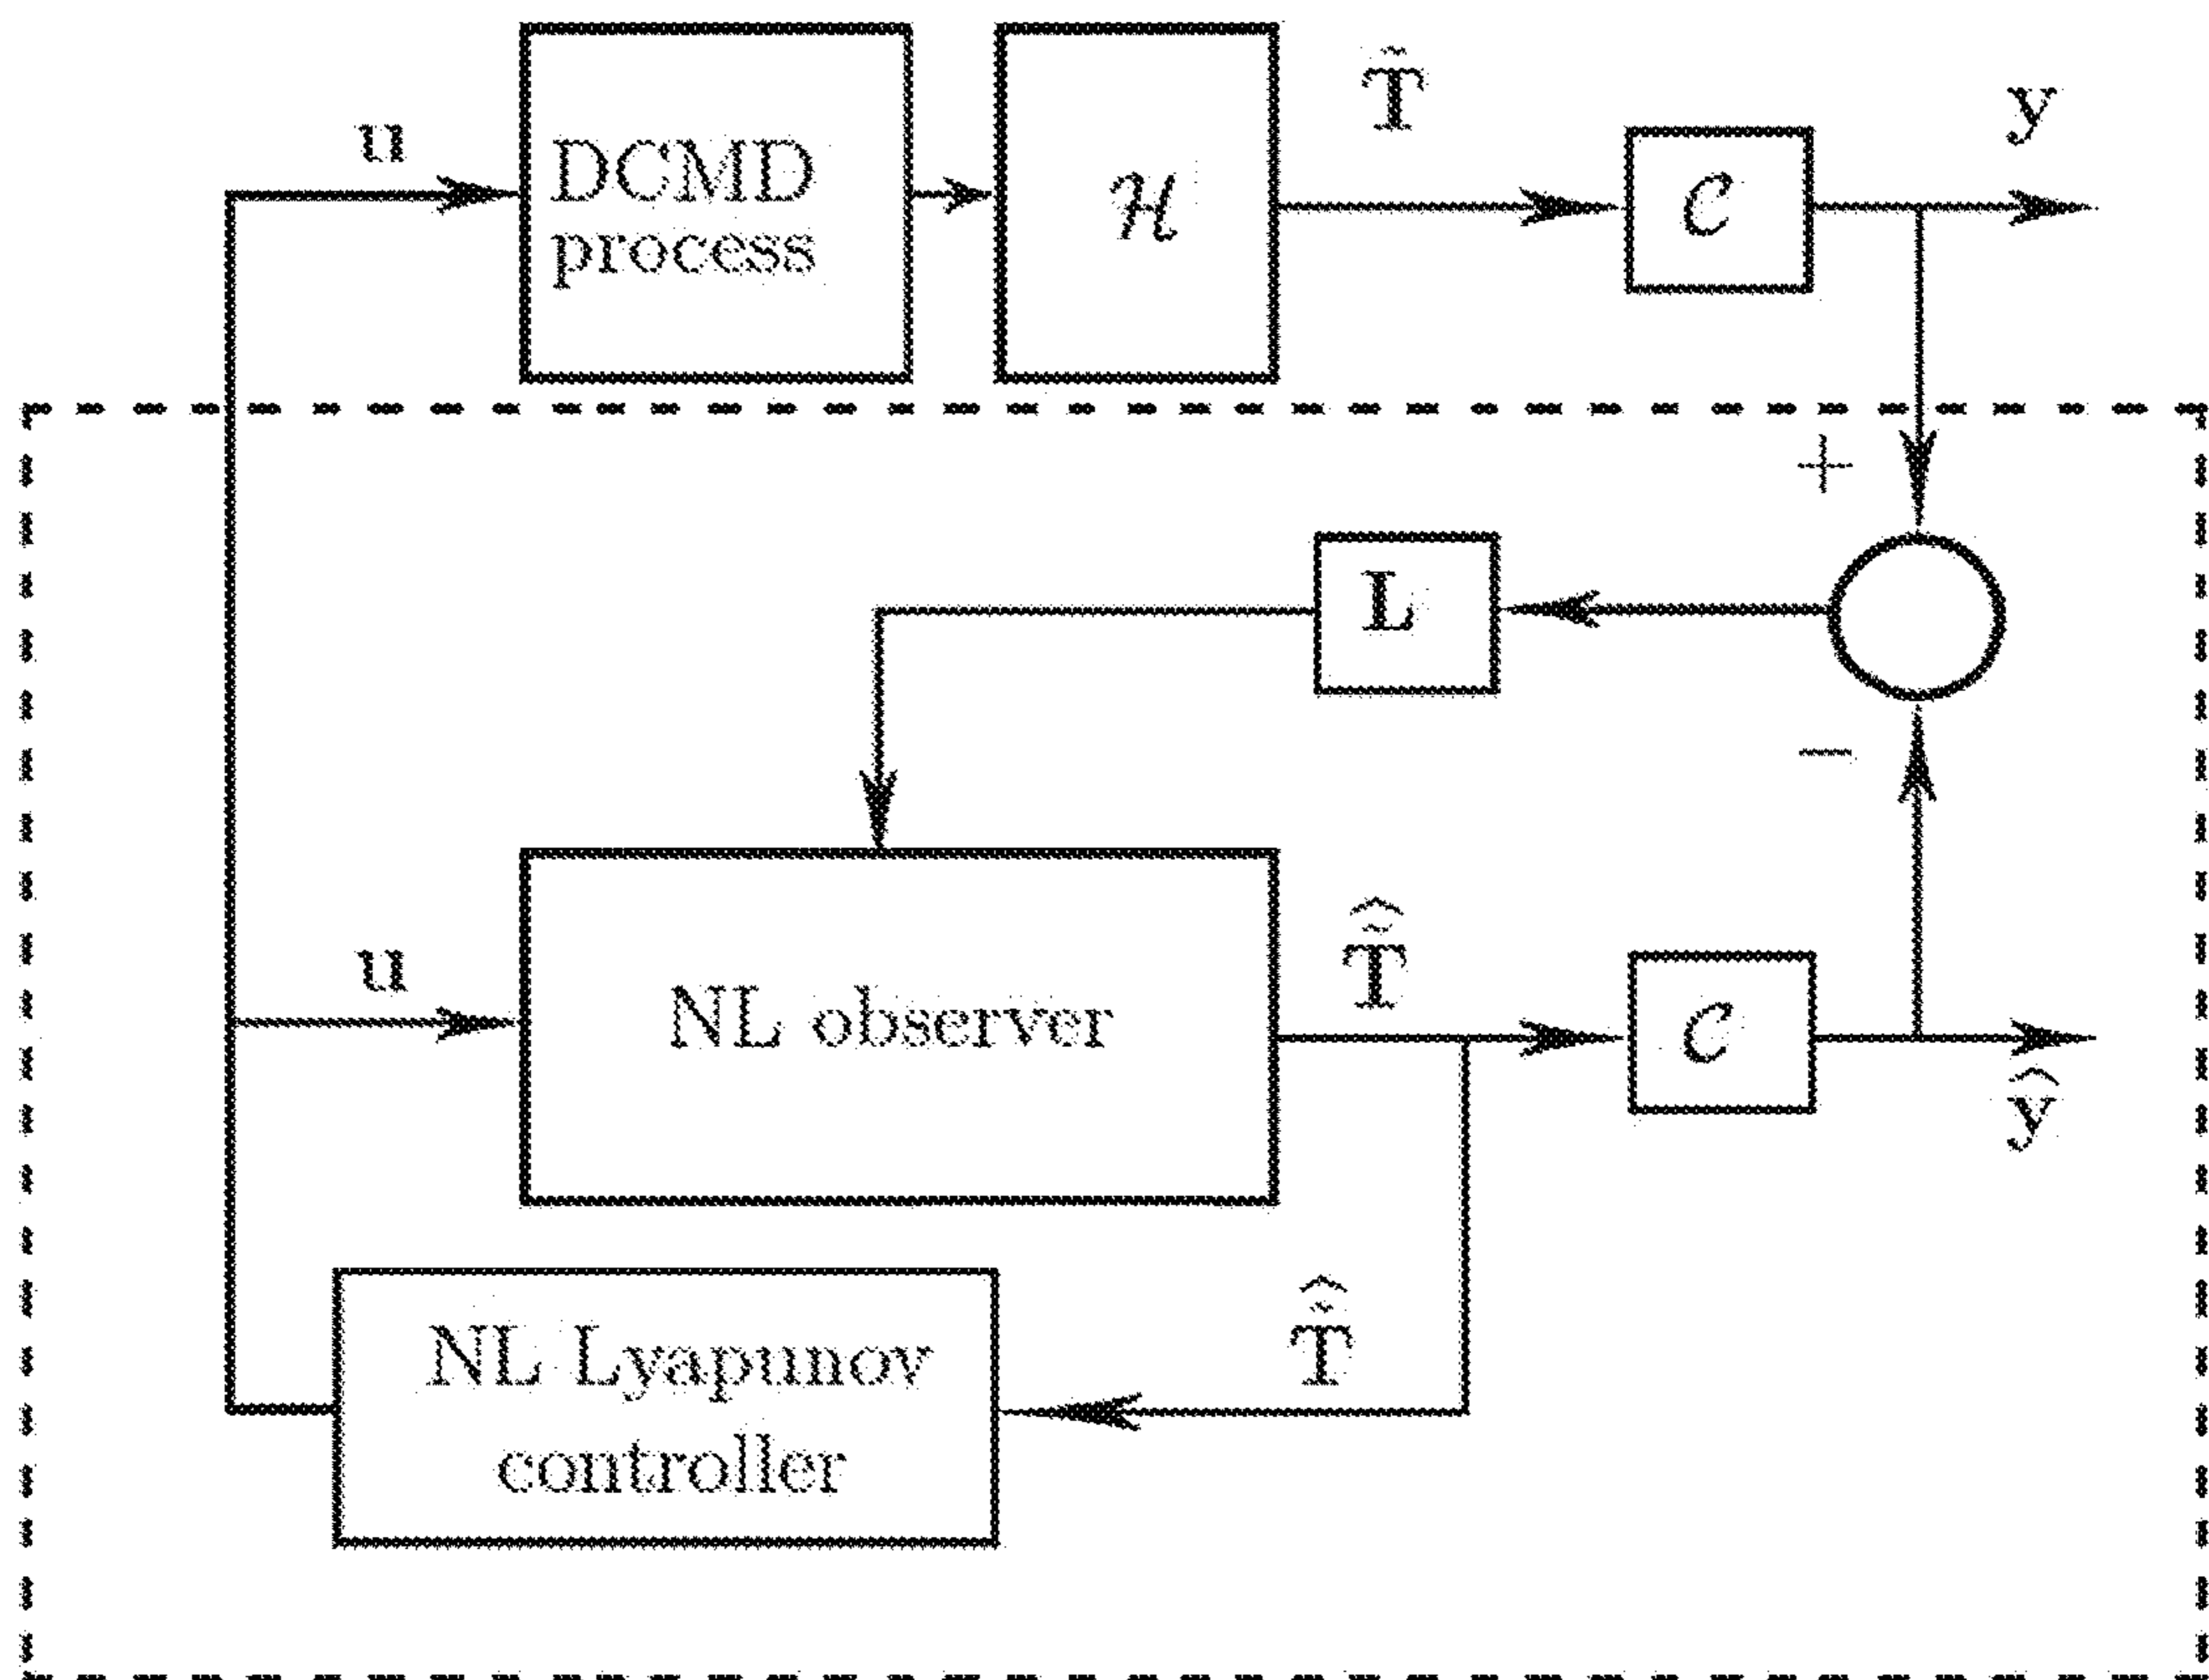 u
DCMD
process
ℋ
T̃
𝒞
y
+
L
−
u
NL observer
T̃̂
𝒞
ŷ
NL Lyapunov
controller
T̃̂